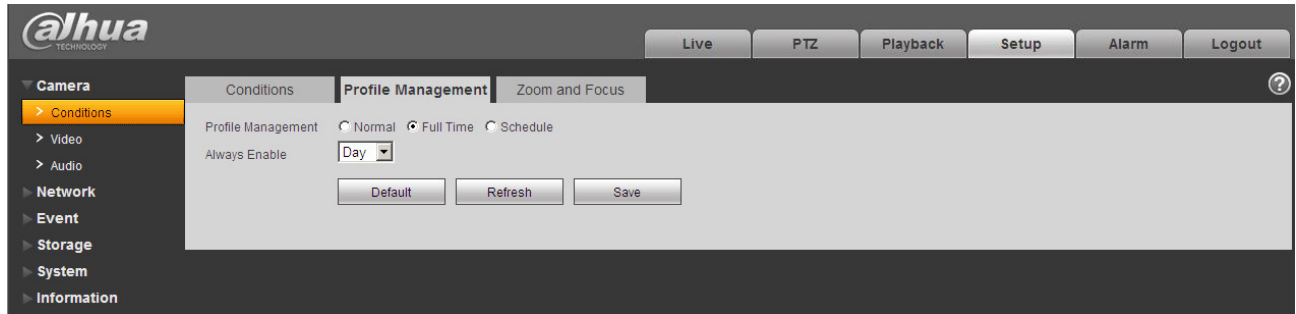 alhua
TECHNOLOGY
Live PTZ Playback Setup Alarm Logout
Camera
Conditions
Video
Audio
Network
Event
Storage
System
Information
Conditions Profile Management Zoom and Focus
?
Profile Management Normal Full Time Schedule
Always Enable Day
Default Refresh Save